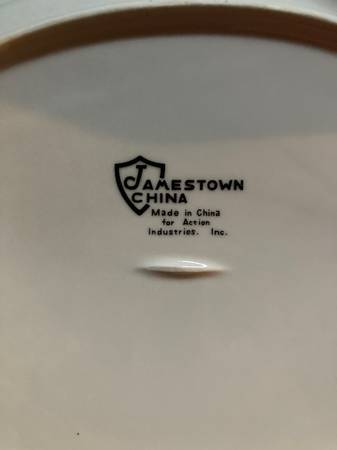 JAMESTOWN
CHINA
Made in China
for Action
Industries. Inc.